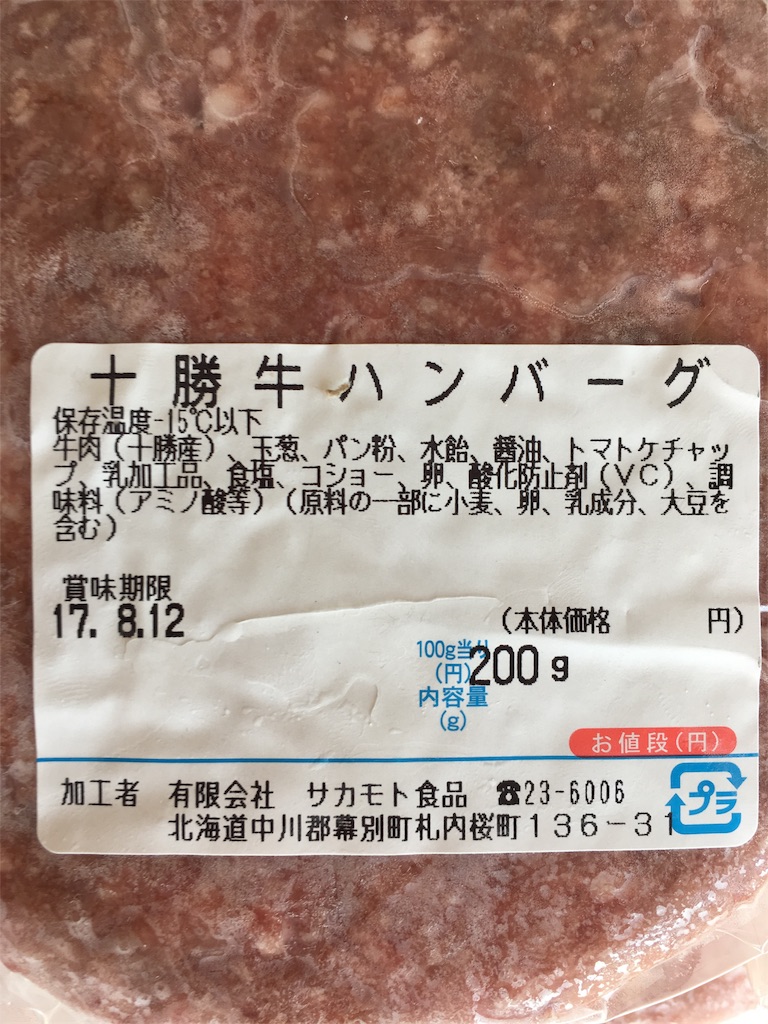 十勝牛ハンバーグ
保存温度-15℃以下
牛肉（十勝産）、玉葱、パン粉、水飴、醤油、トマトケチャッ
プ、乳加工品、食塩、コショー、卵、酸化防止剤（VC）、調
味料（アミノ酸等）（原料の一部に小麦、卵、乳成分、大豆を
含む）
賞味期限
17. 8.12
（本体価格　　　円）
100g当り
(円)
200g
内容量
(g)
お値段(円)
加工者　有限会社　サカモト食品　☎23-6006
北海道中川郡幕別町札内桜町１３６－３１
プラ